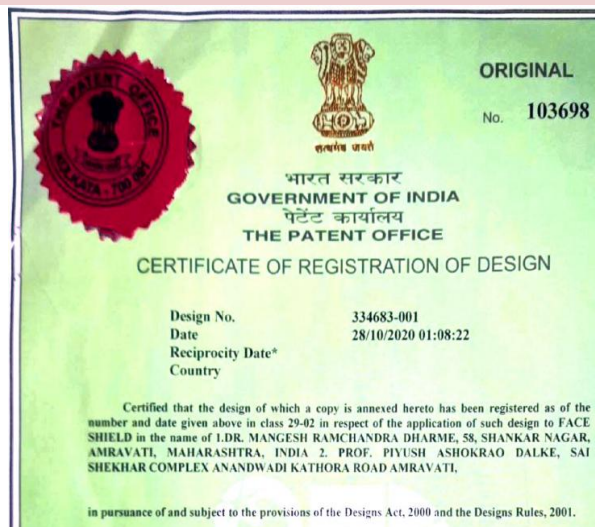 ORIGINAL
No. 103698
THE PATENT OFFICE
KOLKATA - 700 001
सत्यमेव जयते
भारत सरकार
GOVERNMENT OF INDIA
पेटेंट कार्यालय
THE PATENT OFFICE
CERTIFICATE OF REGISTRATION OF DESIGN
Design No. 334683-001
Date 28/10/2020 01:08:22
Reciprocity Date*
Country
Certified that the design of which a copy is annexed hereto has been registered as of the
number and date given above in class 29-02 in respect of the application of such design to FACE
SHIELD in the name of 1.DR. MANGESH RAMCHANDRA DHARME, 58, SHANKAR NAGAR,
AMRAVATI, MAHARASHTRA, INDIA 2. PROF. PIYUSH ASHOKRAO DALKE, SAI
SHEKHAR COMPLEX ANANDWADI KATHORA ROAD AMRAVATI,
in pursuance of and subject to the provisions of the Designs Act, 2000 and the Designs Rules, 2001.